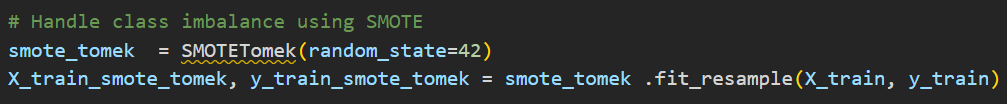 # Handle class imbalance using SMOTE
smote_tomek  = SMOTETomek(random_state=42)
X_train_smote_tomek, y_train_smote_tomek = smote_tomek .fit_resample(X_train, y_train)